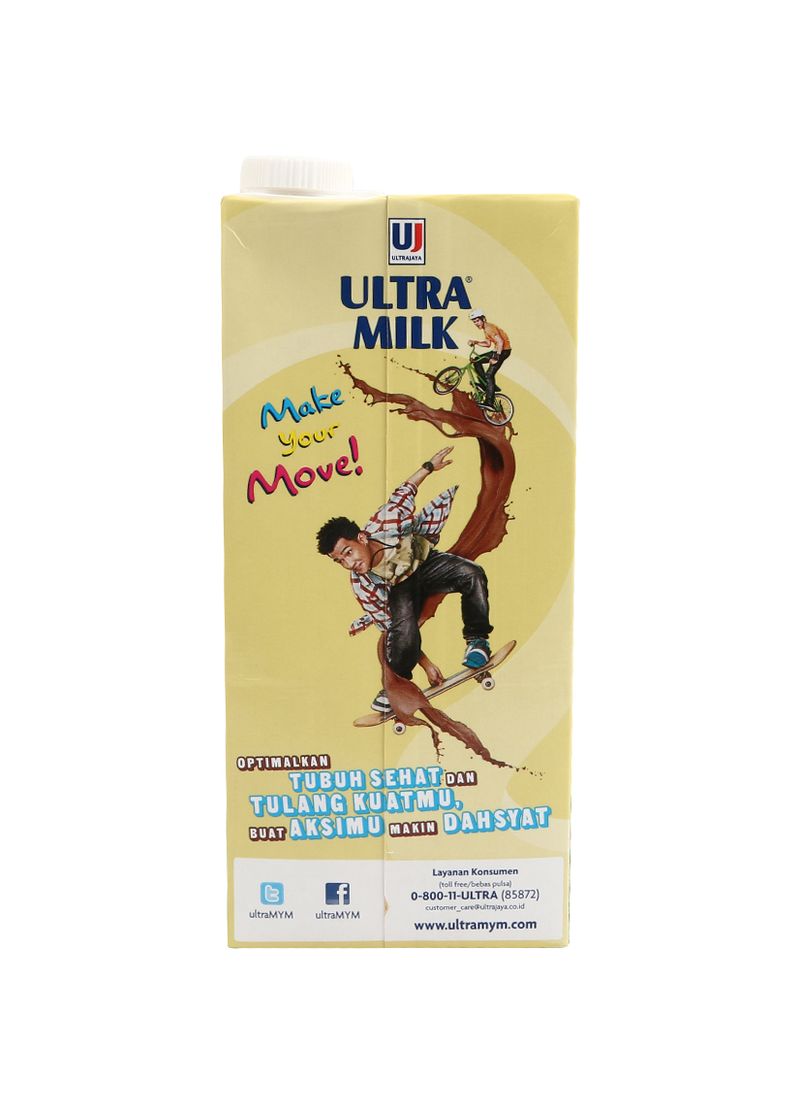 UJ
ULTRAJAYA
ULTRA®
MILK
Make
Your
Move!
OPTIMALKAN
TUBUH SEHAT DAN
TULANG KUATMU,
BUAT AKSIMU MAKIN DAHSYAT
ultraMYM
ultraMYM
Layanan Konsumen
(toll free/bebas pulsa)
0-800-11-ULTRA (85872)
customer_care@ultrajaya.co.id
www.ultramym.com